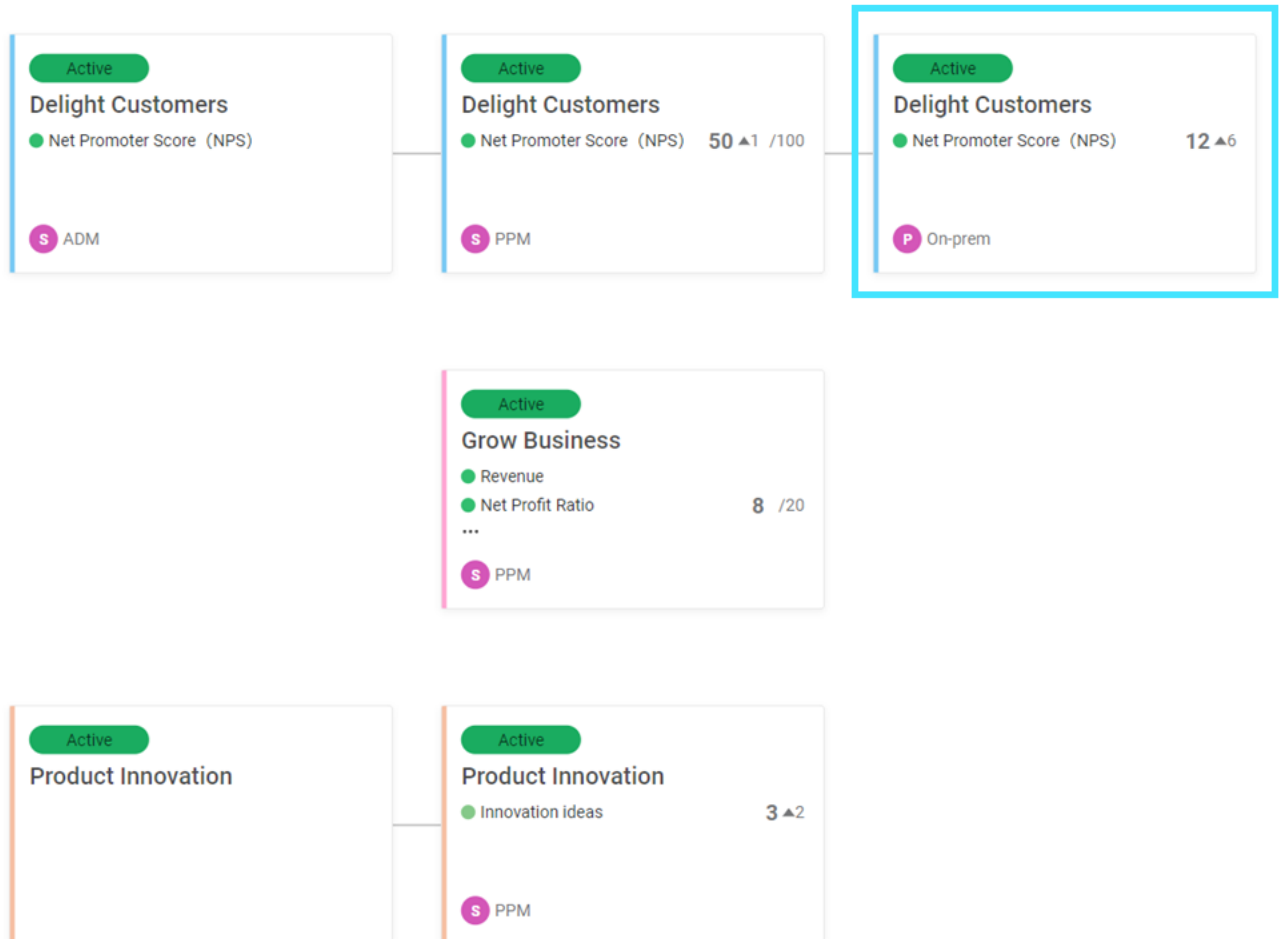 Active
Delight Customers
Net Promoter Score (NPS)
S ADM
Active
Delight Customers
Net Promoter Score (NPS) 50 ▲1 /100
S PPM
Active
Delight Customers
Net Promoter Score (NPS) 12 ▲6
P On-prem
Active
Grow Business
Revenue
Net Profit Ratio 8 /20
...
S PPM
Active
Product Innovation
Active
Product Innovation
Innovation ideas 3 ▲2
S PPM